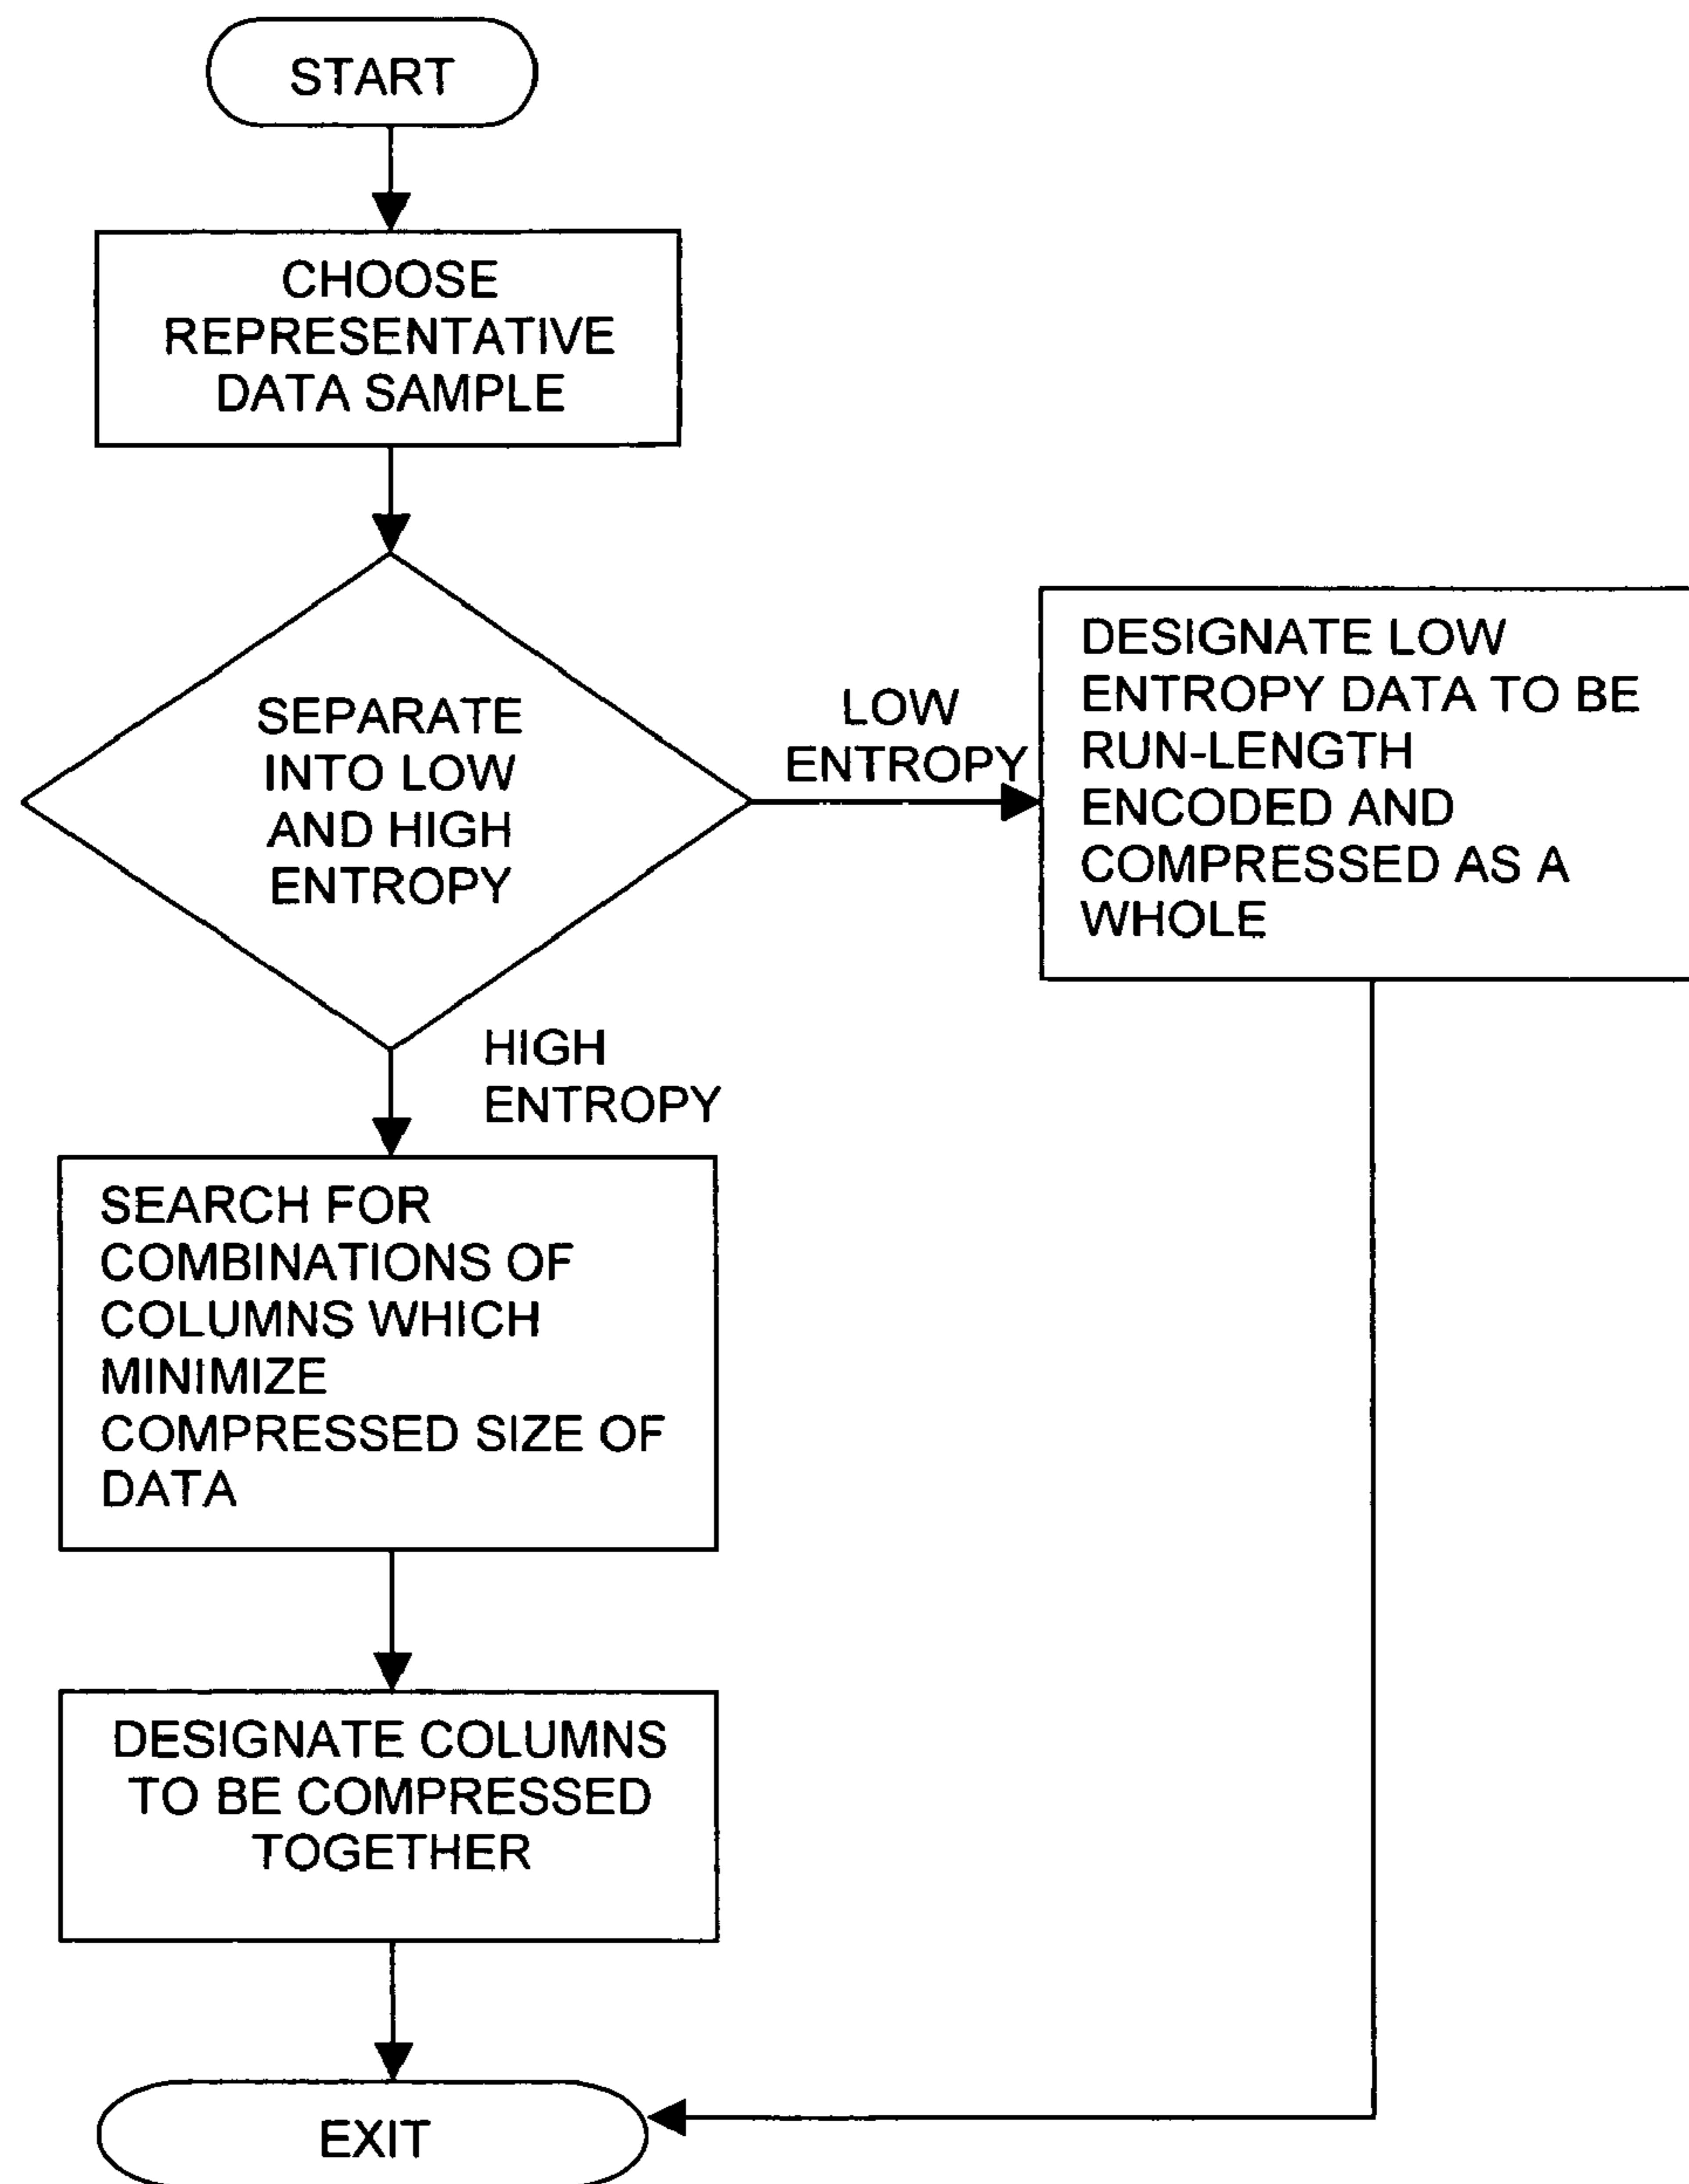 START
CHOOSE
REPRESENTATIVE
DATA SAMPLE
SEPARATE
INTO LOW
AND HIGH
ENTROPY
LOW
ENTROPY
DESIGNATE LOW
ENTROPY DATA TO BE
RUN-LENGTH
ENCODED AND
COMPRESSED AS A
WHOLE
HIGH
ENTROPY
SEARCH FOR
COMBINATIONS OF
COLUMNS WHICH
MINIMIZE
COMPRESSED SIZE OF
DATA
DESIGNATE COLUMNS
TO BE COMPRESSED
TOGETHER
EXIT